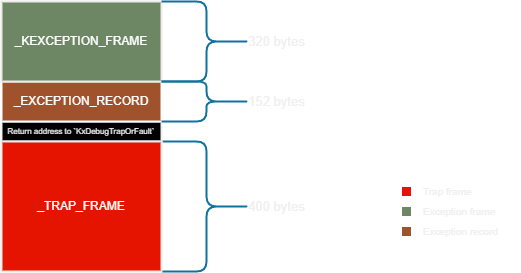 _KEXCEPTION_FRAME
320 bytes
_EXCEPTION_RECORD
152 bytes
Return address to `KxDebugTrapOrFault`
_TRAP_FRAME
400 bytes
Trap frame
Exception frame
Exception record